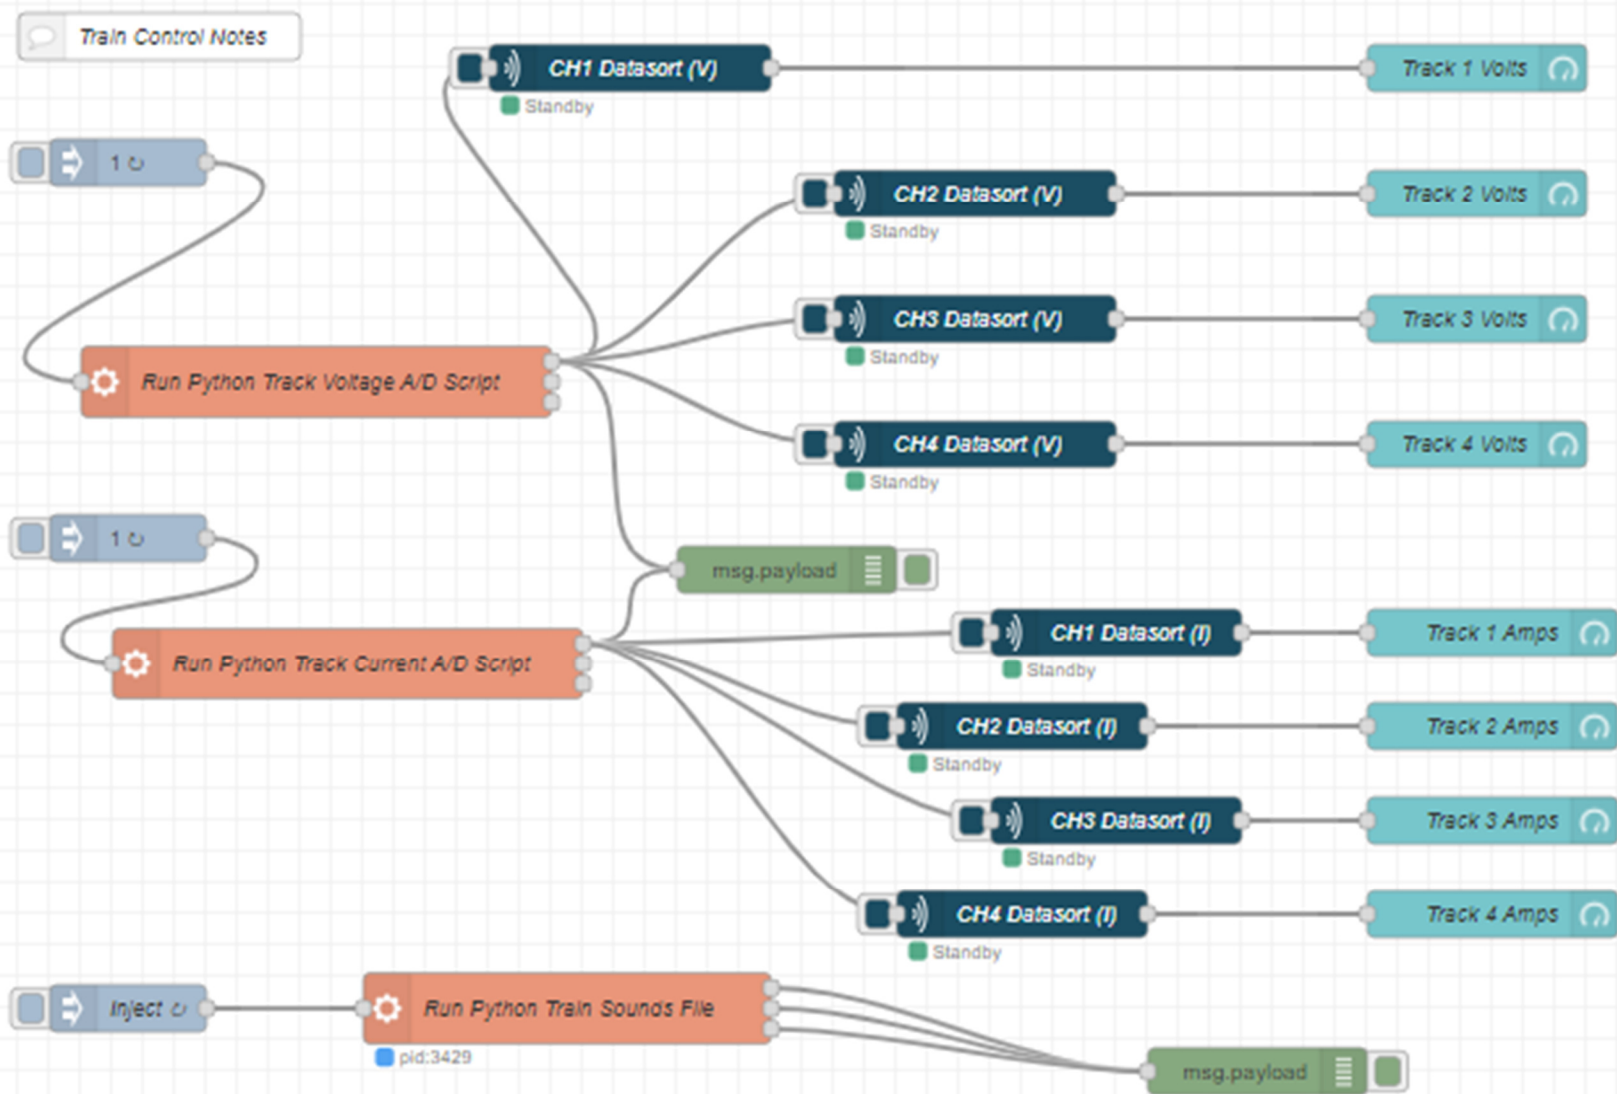 Train Control Notes
CH1 Datasort (V)
Track 1 Volts
Standby
1 ↻
CH2 Datasort (V)
Track 2 Volts
Standby
CH3 Datasort (V)
Track 3 Volts
Standby
Run Python Track Voltage A/D Script
CH4 Datasort (V)
Track 4 Volts
Standby
1 ↻
msg.payload
CH1 Datasort (I)
Track 1 Amps
Standby
Run Python Track Current A/D Script
CH2 Datasort (I)
Track 2 Amps
Standby
CH3 Datasort (I)
Track 3 Amps
Standby
CH4 Datasort (I)
Track 4 Amps
Standby
Inject ↻
Run Python Train Sounds File
pid:3429
msg.payload